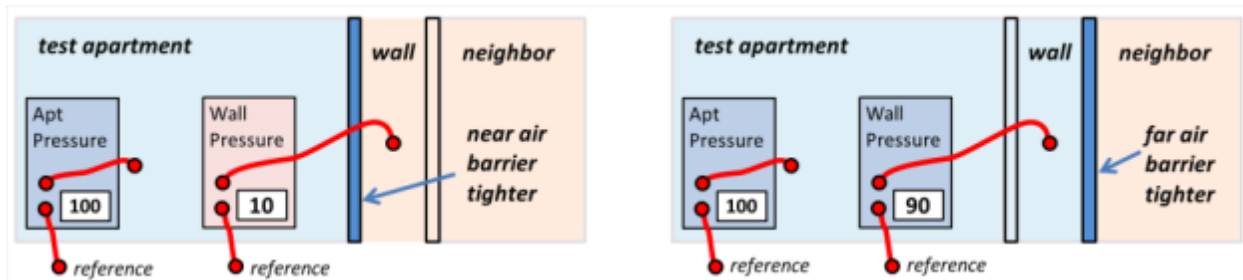 test apartment
wall
neighbor
Apt
Pressure
100
Wall
Pressure
10
near air
barrier
tighter
reference
reference
test apartment
wall
neighbor
Apt
Pressure
100
Wall
Pressure
90
far air
barrier
tighter
reference
reference